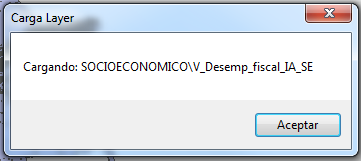 Carga Layer
Cargando: SOCIOECONOMICO\V_Desemp_fiscal_IA_SE
Aceptar